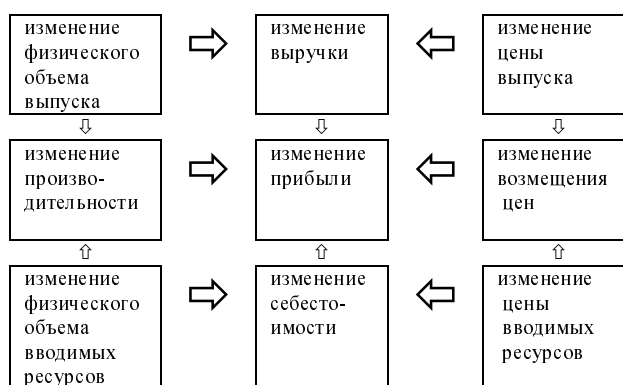 изменение
физического
объема
выпуска
изменение
выручки
изменение
цены
выпуска
изменение
произво-
дительности
изменение
прибыли
изменение
возмещения
цен
изменение
физического
объема
вводимых
ресурсов
изменение
себесто-
имости
изменение
цены
вводимых
ресурсов